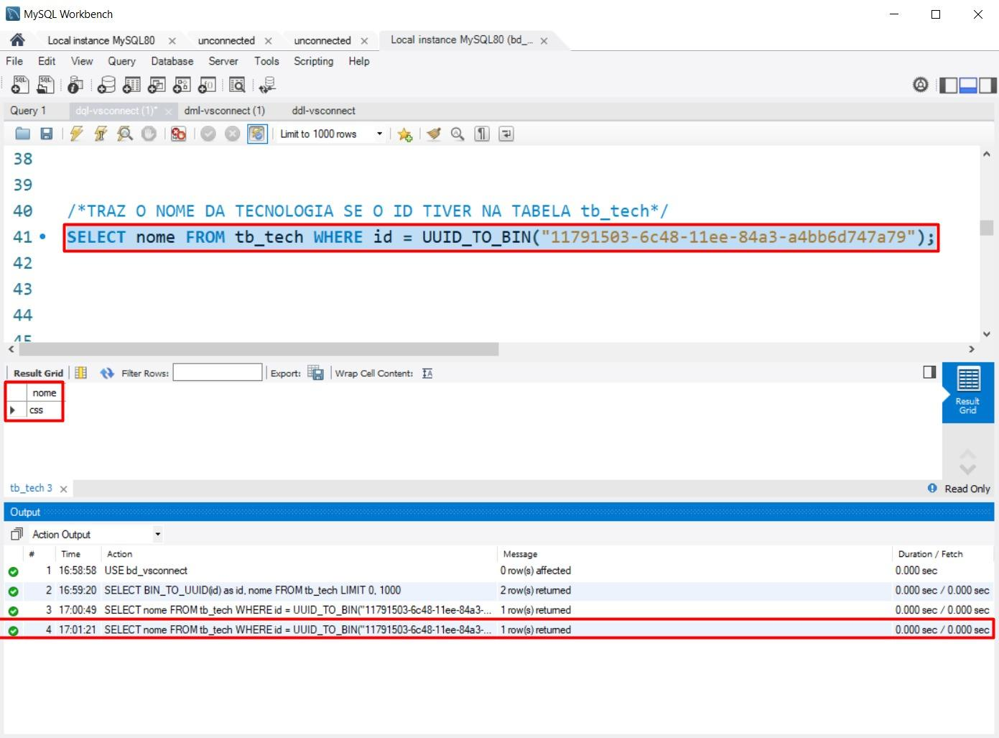 MySQL Workbench
Local instance MySQL80 unconnected unconnected Local instance MySQL80 (bd_...
File Edit View Query Database Server Tools Scripting Help
Query 1 dql-vsconnect (1)* dml-vsconnect (1) ddl-vsconnect
Limit to 1000 rows
38
39
40 /*TRAZ O NOME DA TECNOLOGIA SE O ID TIVER NA TABELA tb_tech*/
41 SELECT nome FROM tb_tech WHERE id = UUID_TO_BIN("11791503-6c48-11ee-84a3-a4bb6d747a79");
42
43
44
45
Result Grid Filter Rows: Export: Wrap Cell Content:
nome
css
Result
Grid
tb_tech 3 Read Only
Output
Action Output
# Time Action Message Duration / Fetch
1 16:58:58 USE bd_vsconnect 0 row(s) affected 0.000 sec
2 16:59:20 SELECT BIN_TO_UUID(id) as id, nome FROM tb_tech LIMIT 0, 1000 2 row(s) returned 0.000 sec / 0.000 sec
3 17:00:49 SELECT nome FROM tb_tech WHERE id = UUID_TO_BIN("11791503-6c48-11ee-84a3-... 1 row(s) returned 0.000 sec / 0.000 sec
4 17:01:21 SELECT nome FROM tb_tech WHERE id = UUID_TO_BIN("11791503-6c48-11ee-84a3-... 1 row(s) returned 0.000 sec / 0.000 sec